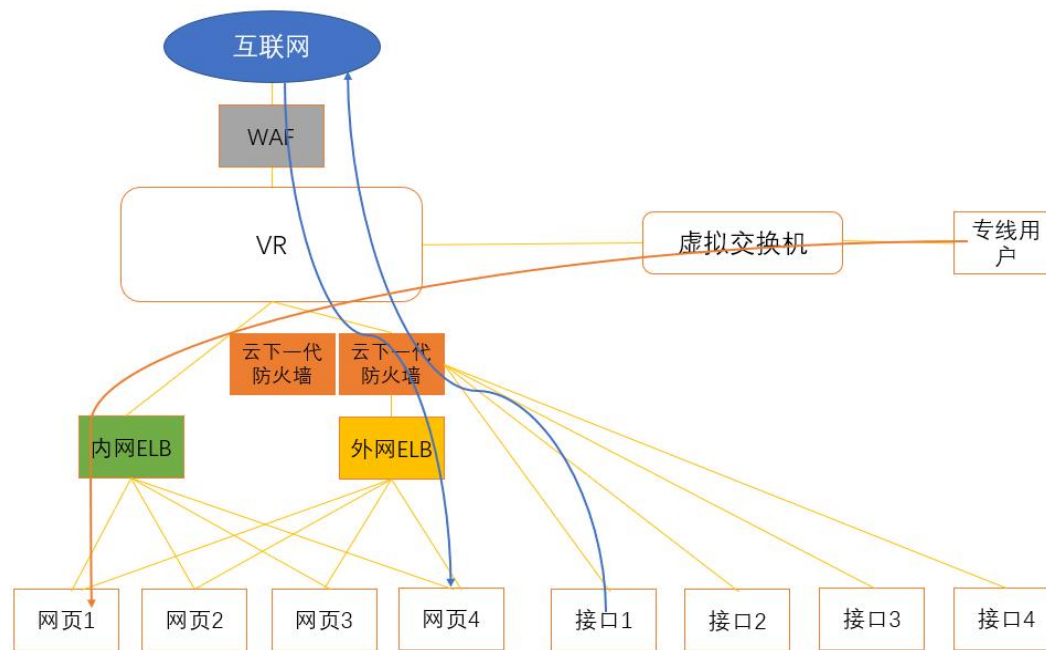 互联网
WAF
VR
虚拟交换机
专线用
户
云下一代
防火墙
云下一代
防火墙
内网ELB
外网ELB
网页1
网页2
网页3
网页4
接口1
接口2
接口3
接口4